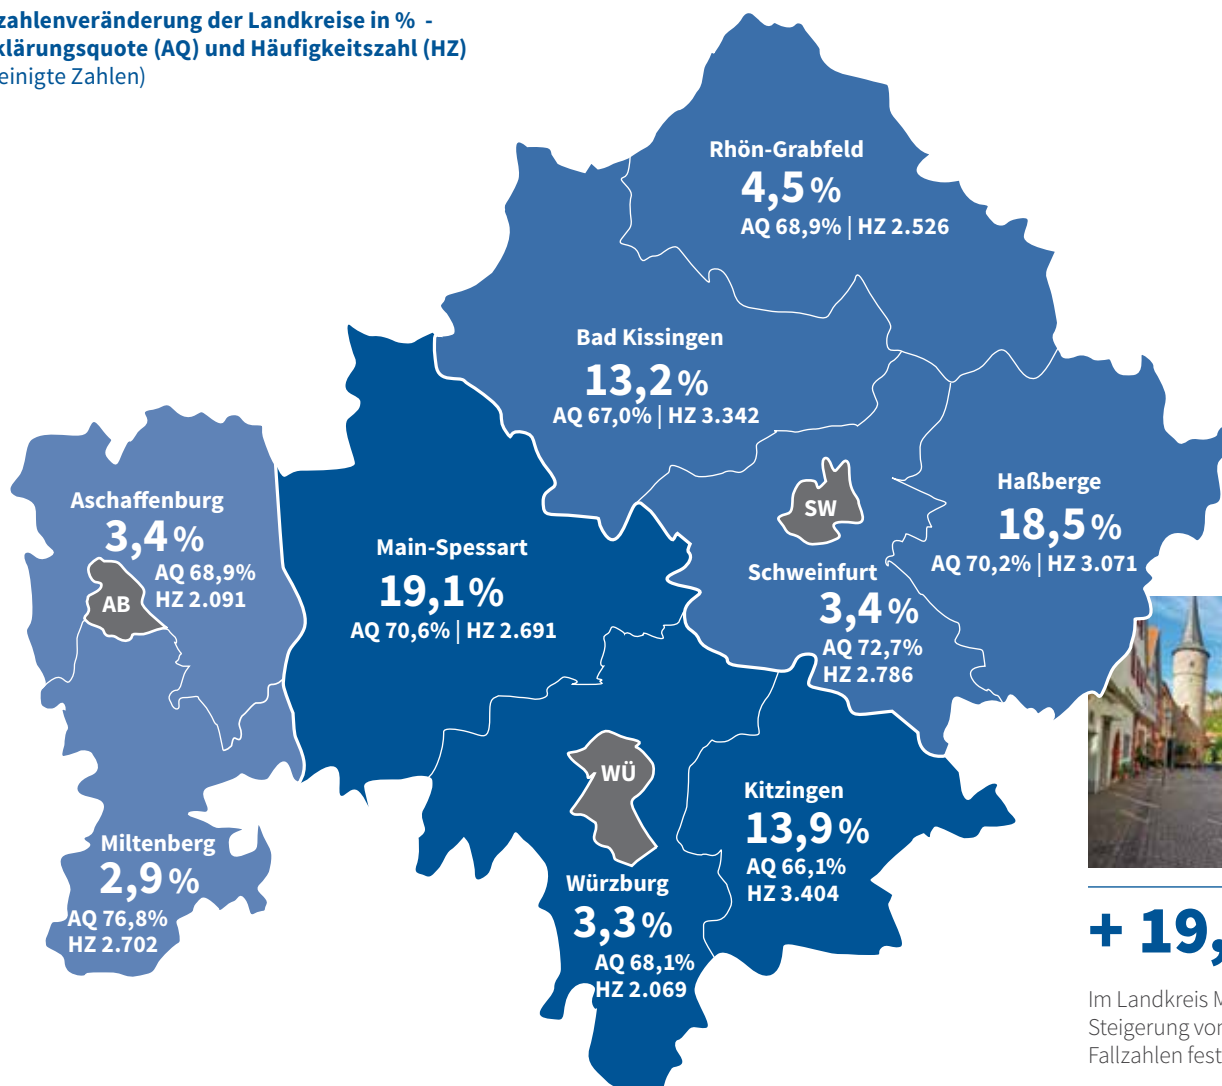 zahlenveränderung der Landkreise in % -
klärungsquote (AQ) und Häufigkeitszahl (HZ)
einigte Zahlen)
Rhön-Grabfeld
4,5 %
AQ 68,9% | HZ 2.526
Bad Kissingen
13,2 %
AQ 67,0% | HZ 3.342
Haßberge
18,5 %
AQ 70,2% | HZ 3.071
SW
Schweinfurt
3,4 %
AQ 72,7%
HZ 2.786
Aschaffenburg
3,4 %
AQ 68,9%
HZ 2.091
AB
Main-Spessart
19,1 %
AQ 70,6% | HZ 2.691
Miltenberg
2,9 %
AQ 76,8%
HZ 2.702
WÜ
Würzburg
3,3 %
AQ 68,1%
HZ 2.069
Kitzingen
13,9 %
AQ 66,1%
HZ 3.404
+ 19,
Im Landkreis M
Steigerung vor
Fallzahlen fest